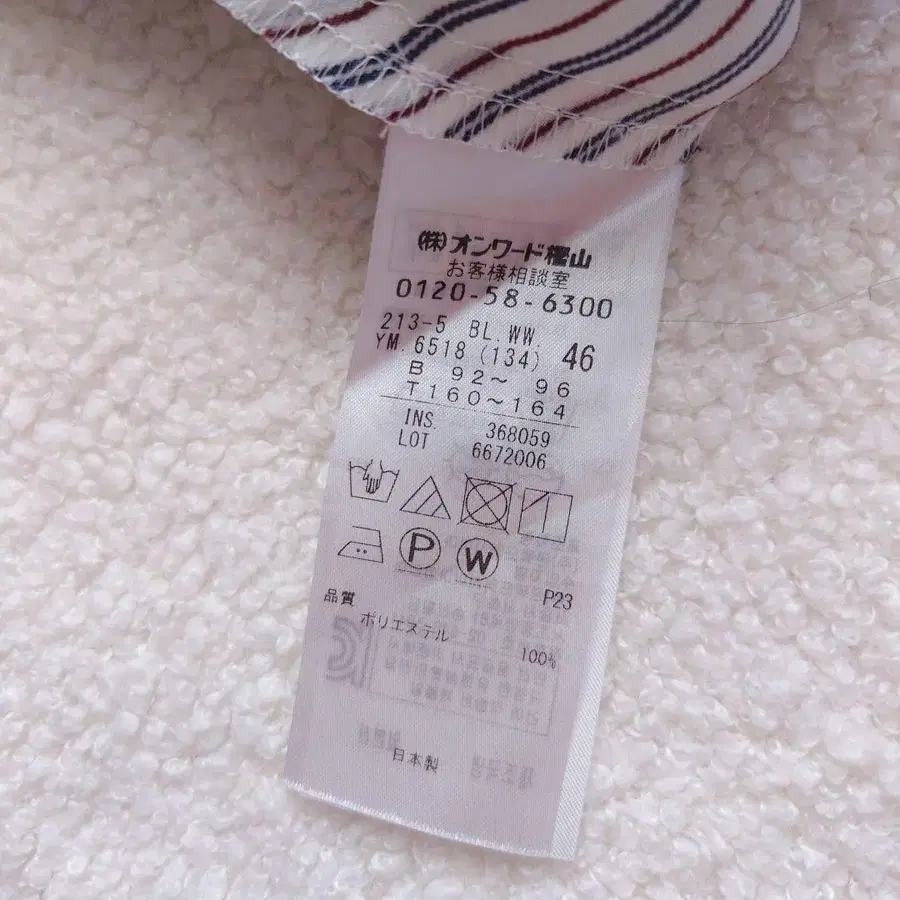 ㈱オンワード樫山
お客様相談室
0120-58-6300
213-5 BL.WW.
YM.6518(134) 46
B 92～96
T160～164
INS. 368059
LOT 6672006
P W
P23
品質
ポリエステル 100%
日本製